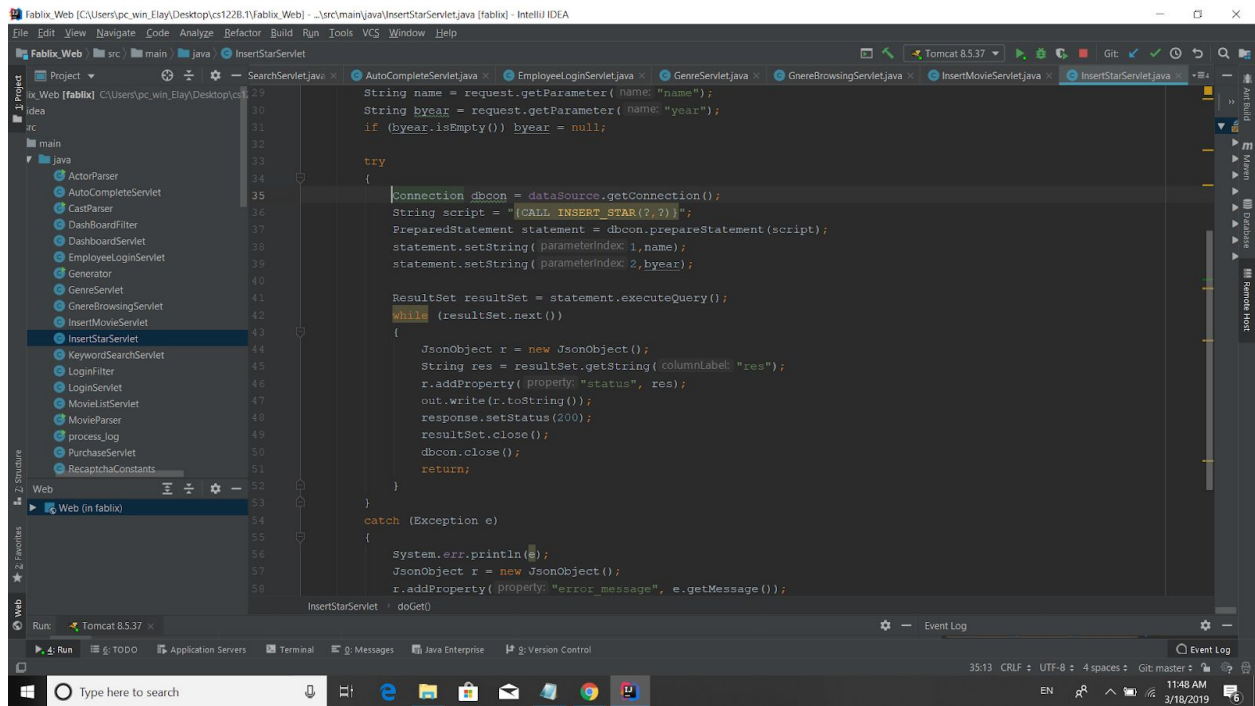 Fablix_Web [C:\Users\pc_win_Elay\Desktop\cs122B.1\Fablix_Web] - ...\src\main\java\InsertStarServlet.java [fablix] - IntelliJ IDEA
File Edit View Navigate Code Analyze Refactor Build Run Tools VCS Window Help
Fablix_Web src main java InsertStarServlet Tomcat 8.5.37 Git:
Project SearchServlet.java AutoCompleteServlet.java EmployeeLoginServlet.java GenreServlet.java GnereBrowsingServlet.java InsertMovieServlet.java InsertStarServlet.java
1: Project
ix_Web [fablix] C:\Users\pc_win_Elay\Desktop\cs1
idea
rc
main
java
ActorParser
AutoCompleteServlet
CastParser
DashBoardFilter
DashboardServlet
EmployeeLoginServlet
Generator
GenreServlet
GnereBrowsingServlet
InsertMovieServlet
InsertStarServlet
KeywordSearchServlet
LoginFilter
LoginServlet
MovieListServlet
MovieParser
process_log
PurchaseServlet
RecaptchaConstants
Web
Web (in fablix)
Z: Structure
2: Favorites
Web
29 String name = request.getParameter( name: "name");
30 String byear = request.getParameter( name: "year");
31 if (byear.isEmpty()) byear = null;
32
33 try
34 {
35 Connection dbcon = dataSource.getConnection();
36 String script = "{CALL INSERT_STAR(?,?)}";
37 PreparedStatement statement = dbcon.prepareStatement(script);
38 statement.setString( parameterIndex: 1,name);
39 statement.setString( parameterIndex: 2,byear);
40
41 ResultSet resultSet = statement.executeQuery();
42 while (resultSet.next())
43 {
44 JsonObject r = new JsonObject();
45 String res = resultSet.getString( columnLabel: "res");
46 r.addProperty( property: "status", res);
47 out.write(r.toString());
48 response.setStatus(200);
49 resultSet.close();
50 dbcon.close();
51 return;
52 }
53 }
54 catch (Exception e)
55 {
56 System.err.println(e);
57 JsonObject r = new JsonObject();
58 r.addProperty( property: "error_message", e.getMessage());
InsertStarServlet doGet()
Ant Build
Maven
Database
Remote Host
Run: Tomcat 8.5.37 Event Log
4: Run 6: TODO Application Servers Terminal 0: Messages Java Enterprise 9: Version Control Event Log
35:13 CRLF UTF-8 4 spaces Git: master
Type here to search EN 11:48 AM
3/18/2019
6